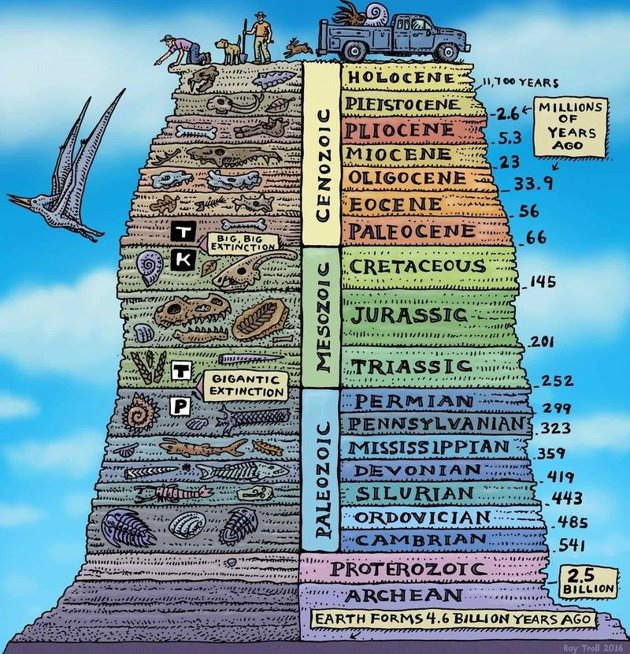 HOLOCENE
11,700 YEARS
PLEISTOCENE
2.6
MILLIONS
OF
YEARS
AGO
PLIOCENE
5.3
MIOCENE
23
OLIGOCENE
33.9
EOCENE
56
PALEOCENE
66
CENOZOIC
T
K
BIG, BIG
EXTINCTION
CRETACEOUS
145
JURASSIC
201
TRIASSIC
252
MESOZOIC
T
P
GIGANTIC
EXTINCTION
PERMIAN
299
PENNSYLVANIAN
323
MISSISSIPPIAN
359
DEVONIAN
419
SILURIAN
443
ORDOVICIAN
485
CAMBRIAN
541
PALEOZOIC
PROTEROZOIC
2.5
BILLION
ARCHEAN
EARTH FORMS 4.6 BILLION YEARS AGO
Ray Troll 2016